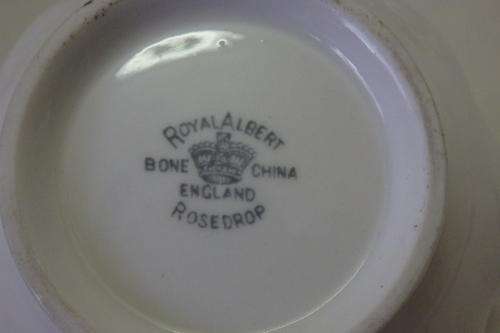 ROYAL ALBERT
BONE CHINA
ENGLAND
ROSEDROP